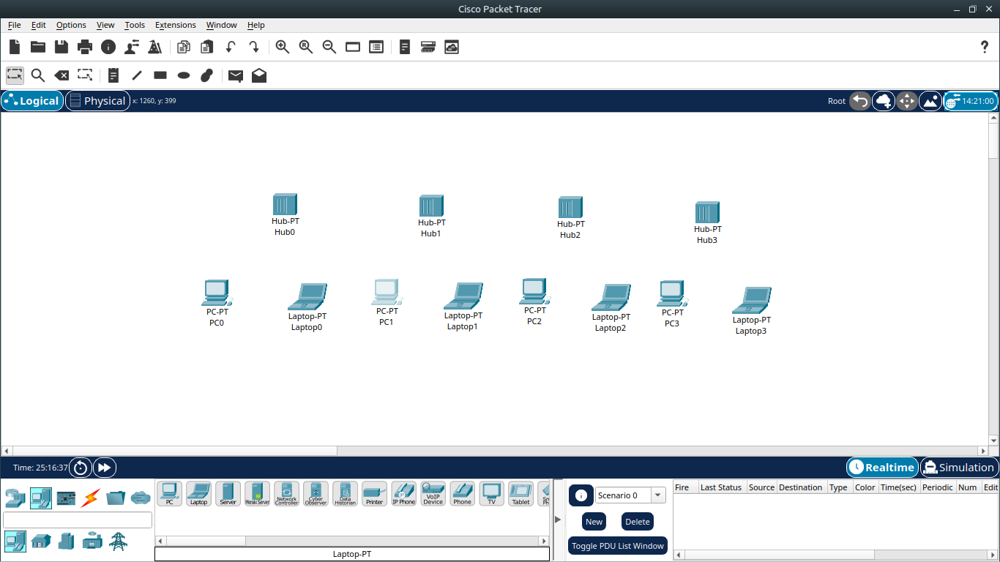 Cisco Packet Tracer
File Edit Options View Tools Extensions Window Help
Logical Physical x: 1260, y: 399 Root 14:21:00
Hub-PT
Hub0
Hub-PT
Hub1
Hub-PT
Hub2
Hub-PT
Hub3
PC-PT
PC0
Laptop-PT
Laptop0
PC-PT
PC1
Laptop-PT
Laptop1
PC-PT
PC2
Laptop-PT
Laptop2
PC-PT
PC3
Laptop-PT
Laptop3
Time: 25:16:37 Realtime Simulation
PC
Laptop
Server
Meraki Server
Network
Controller
Cyber
Observer
Data
Historian
Printer
IP Phone
VoIP
Device
Phone
TV
Tablet
Laptop-PT
Scenario 0
New Delete
Toggle PDU List Window
Fire Last Status Source Destination Type Color Time(sec) Periodic Num Edit